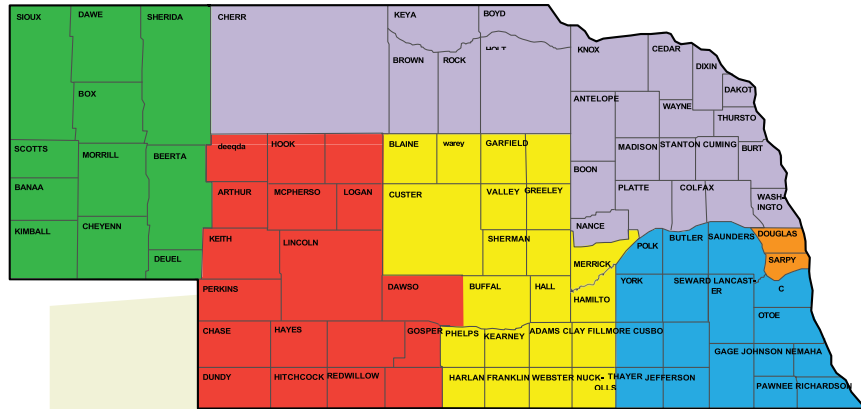 SIOUX DAWE SHERIDA CHERR KEYA BOYD
HOLT
KNOX CEDAR
BROWN ROCK DIXIN
BOX DAKOT
ANTELOPE WAYNE
THURSTO
SCOTTS MORRILL BEERTA deeqda HOOK BLAINE warey GARFIELD MADISON STANTON CUMING BURT
BOON
BANAA ARTHUR MCPHERSO LOGAN CUSTER VALLEY GREELEY PLATTE COLFAX WASH
INGTO
KIMBALL CHEYENN NANCE
KEITH LINCOLN SHERMAN POLK BUTLER SAUNDERS DOUGLAS
DEUEL MERRICK SARPY
PERKINS DAWSO BUFFAL HALL YORK SEWARD LANCAST-
ER
C
HAMILTO
OTOE
CHASE HAYES GOSPER PHELPS KEARNEY ADAMS CLAY FILLMORE CUSBO
GAGE JOHNSON NEMAHA
DUNDY HITCHCOCK REDWILLOW HARLAN FRANKLIN WEBSTER NUCK-
OLLS
THAYER JEFFERSON
PAWNEE RICHARDSON